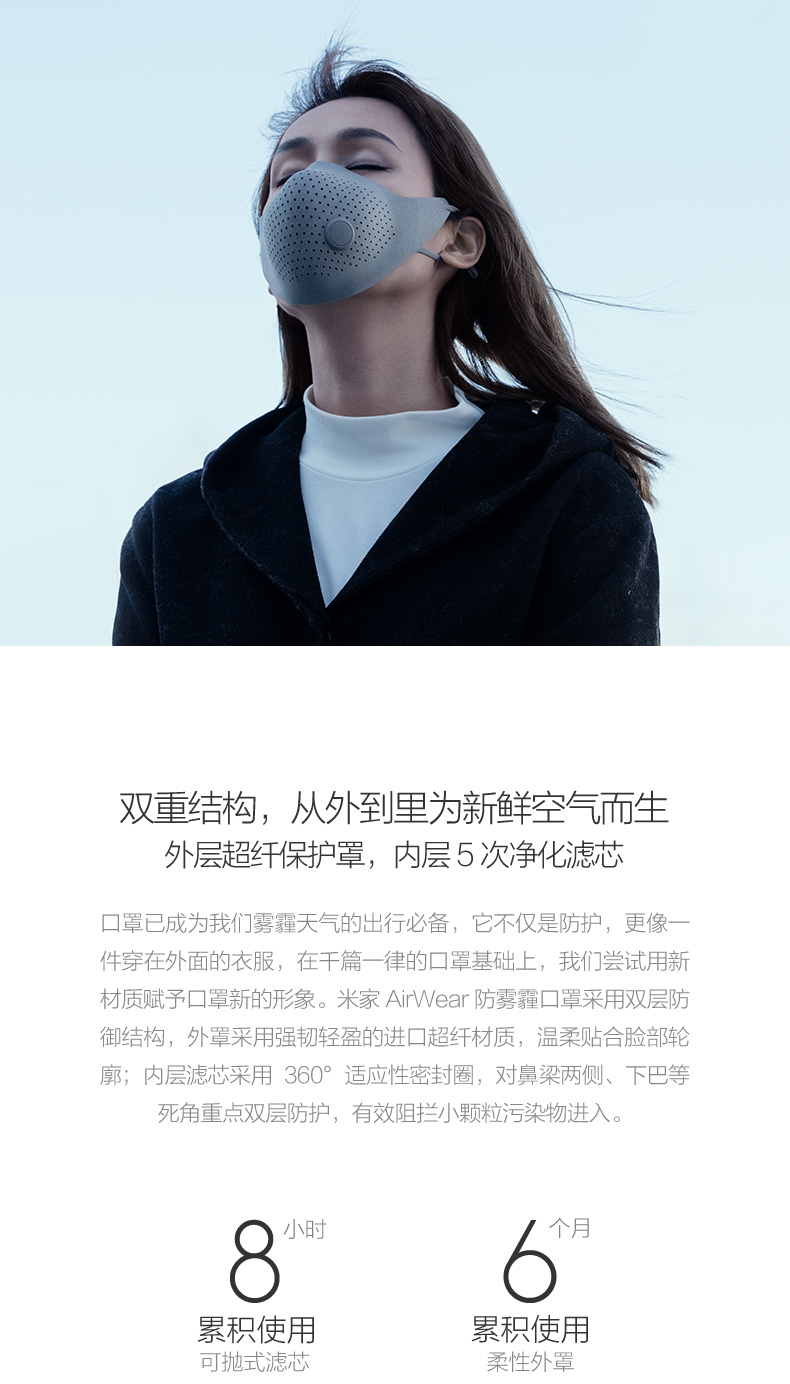 双重结构，从外到里为新鲜空气而生
外层超纤保护罩，内层 5 次净化滤芯
口罩已成为我们雾霾天气的出行必备，它不仅是防护，更像一
件穿在外面的衣服，在千篇一律的口罩基础上，我们尝试用新
材质赋予口罩新的形象。米家 AirWear 防雾霾口罩采用双层防
御结构，外罩采用强韧轻盈的进口超纤材质，温柔贴合脸部轮
廓；内层滤芯采用 360° 适应性密封圈，对鼻梁两侧、下巴等
死角重点双层防护，有效阻拦小颗粒污染物进入。
8 小时
累积使用
可抛式滤芯
6 个月
累积使用
柔性外罩